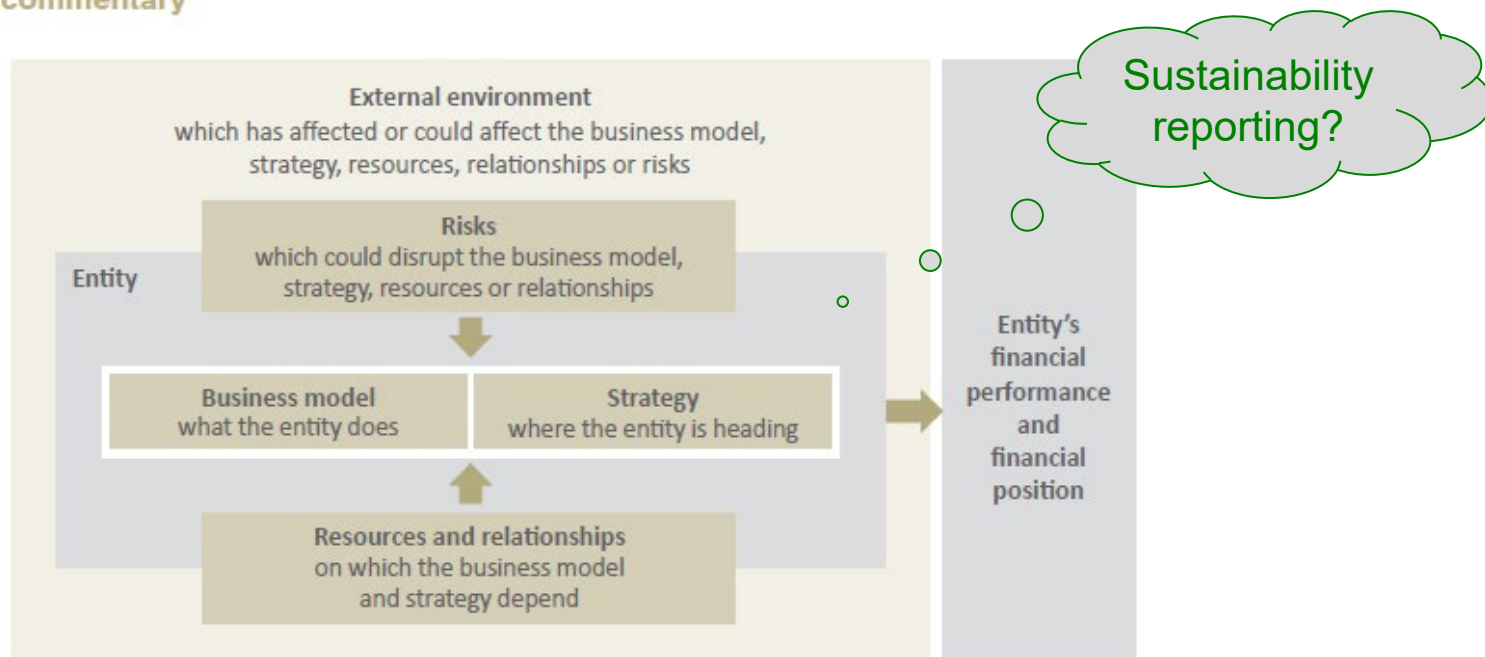 commentary
External environment
which has affected or could affect the business model,
strategy, resources, relationships or risks
Risks
which could disrupt the business model,
strategy, resources or relationships
Entity
Business model
what the entity does
Strategy
where the entity is heading
Resources and relationships
on which the business model
and strategy depend
Entity's
financial
performance
and
financial
position
Sustainability
reporting?